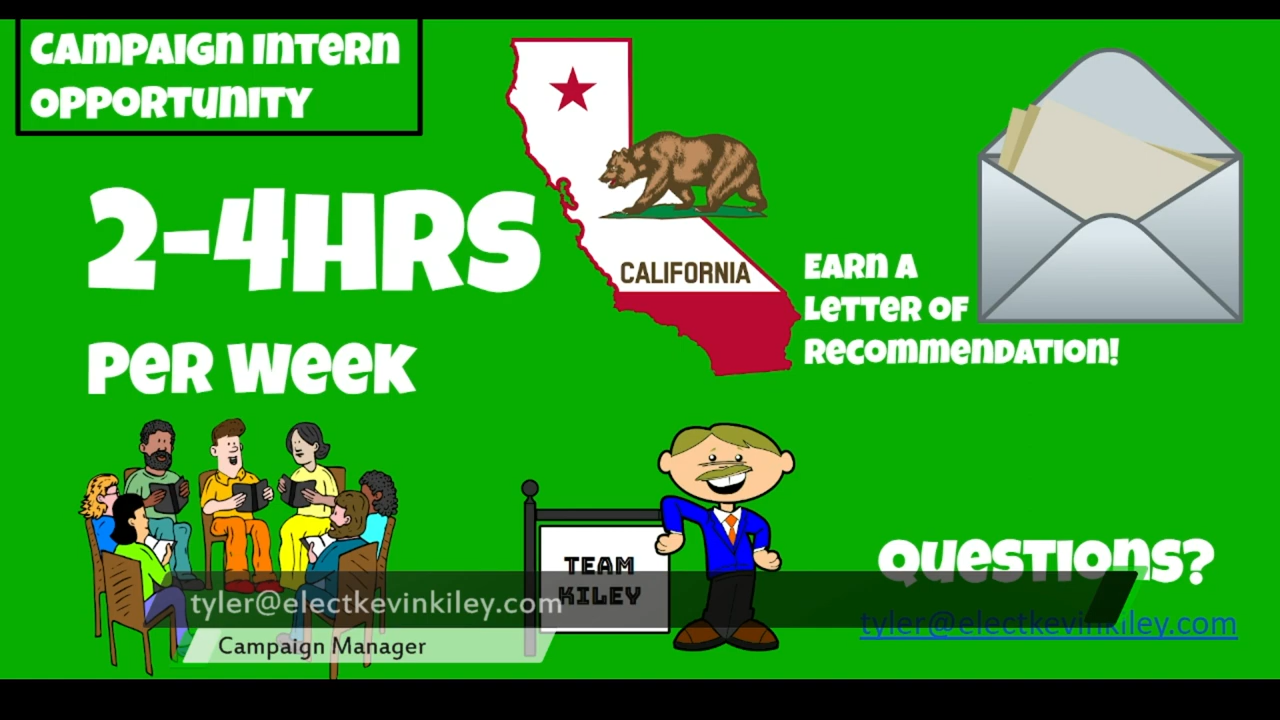 CAMPAIGN INTERN
OPPORTUNITY
2-4HRS
PER WEEK
CALIFORNIA
EARN A
LETTER OF
RECOMMENDATION!
TEAM
KILEY
QUESTIONS?
tyler@electkevinkiley.com
tyler@electkevinkiley.com
Campaign Manager